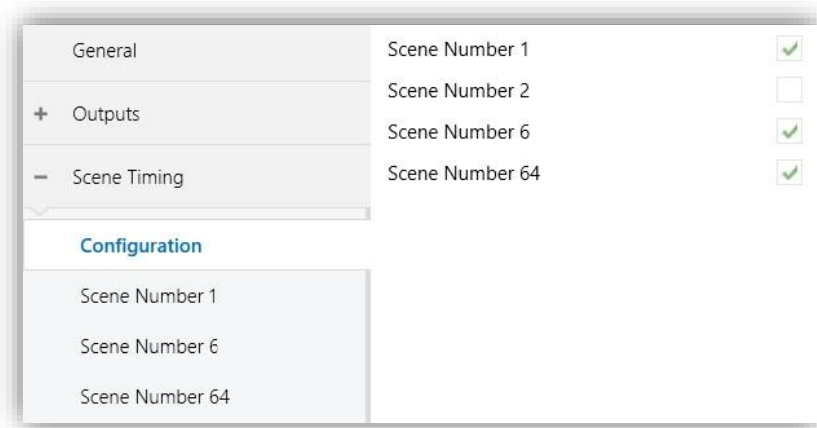 General
+ Outputs
− Scene Timing
Configuration
Scene Number 1
Scene Number 6
Scene Number 64
Scene Number 1
Scene Number 2
Scene Number 6
Scene Number 64